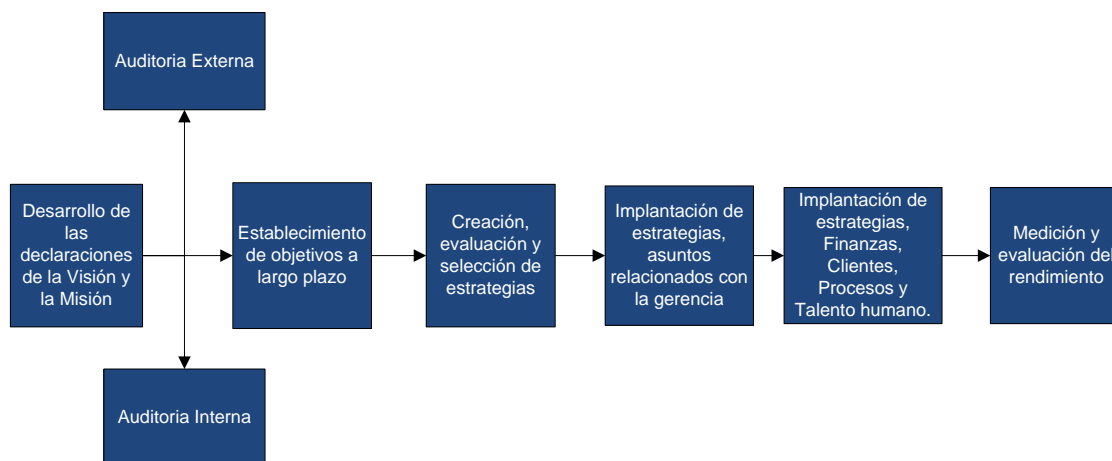 Auditoria Externa
Desarrollo de
las
declaraciones
de la Visión y
la Misión
Establecimiento
de objetivos a
largo plazo
Creación,
evaluación y
selección de
estrategias
Implantación de
estrategias,
asuntos
relacionados con
la gerencia
Implantación de
estrategias,
Finanzas,
Clientes,
Procesos y
Talento humano.
Medición y
evaluación del
rendimiento
Auditoria Interna